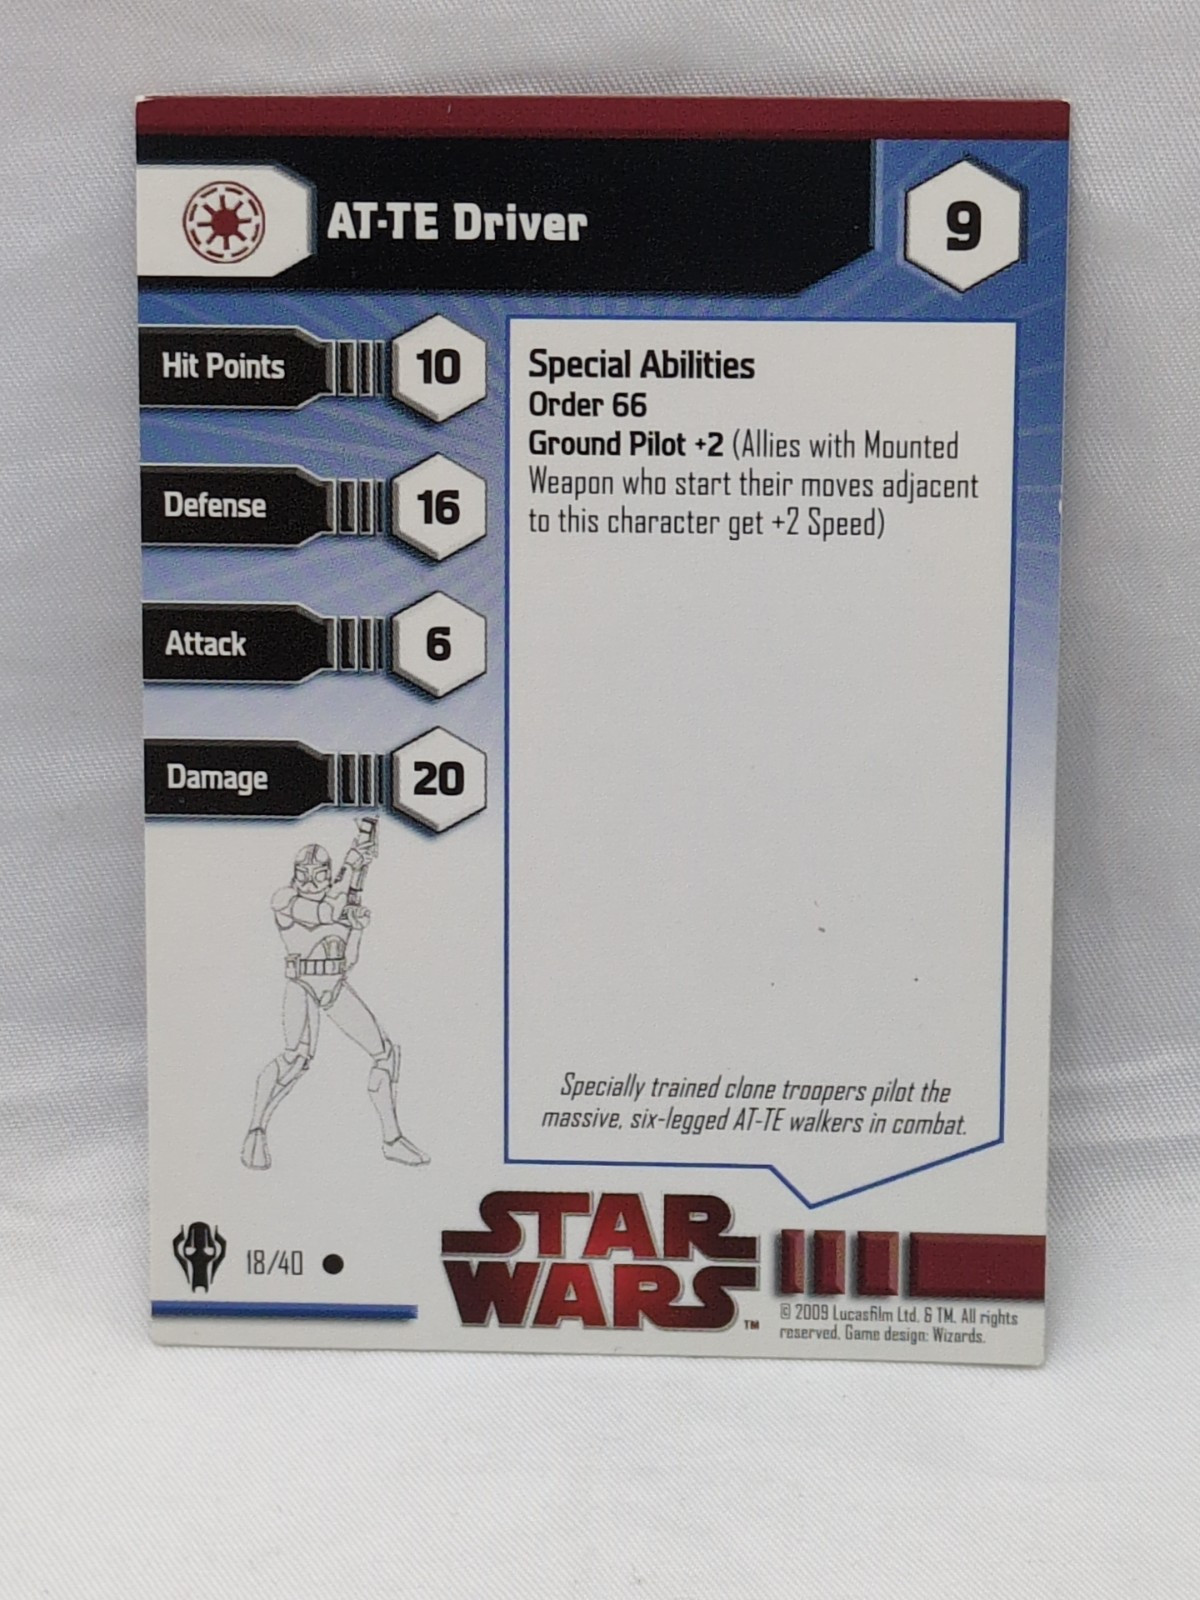 AT-TE Driver
9
Hit Points 10
Defense 16
Attack 6
Damage 20
Special Abilities
Order 66
Ground Pilot +2 (Allies with Mounted
Weapon who start their moves adjacent
to this character get +2 Speed)
Specially trained clone troopers pilot the
massive, six-legged AT-TE walkers in combat.
18/40
STAR
WARS TM
© 2009 Lucasfilm Ltd. & TM. All rights
reserved. Game design: Wizards.